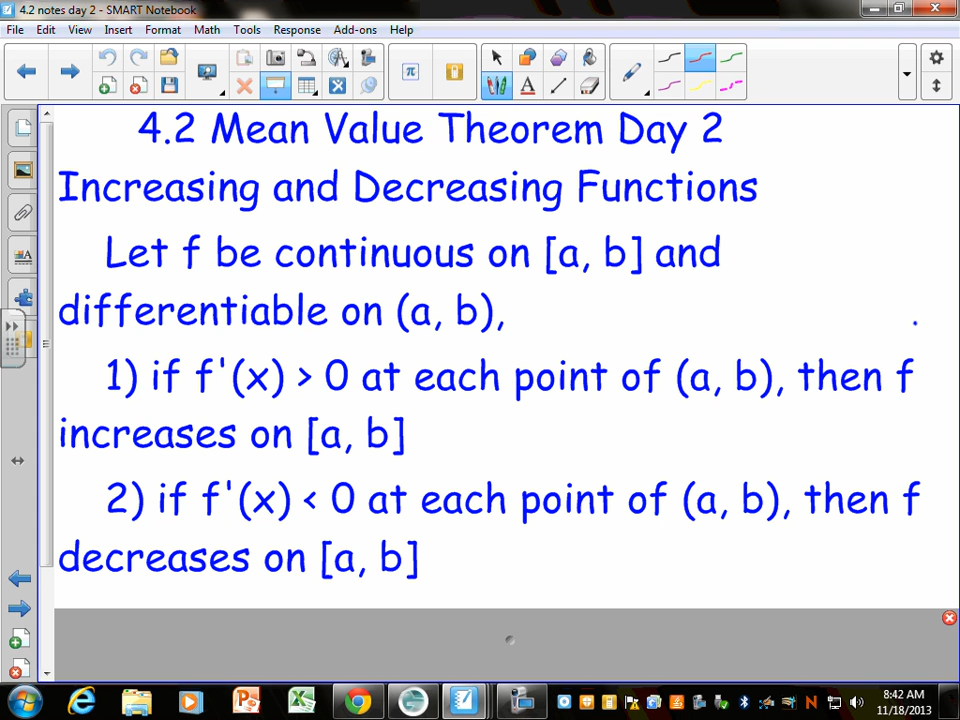 4.2 notes day 2 - SMART Notebook
File Edit View Insert Format Math Tools Response Add-ons Help
4.2 Mean Value Theorem Day 2
Increasing and Decreasing Functions
Let f be continuous on [a, b] and
differentiable on (a, b),
.
1) if f'(x) > 0 at each point of (a, b), then f
increases on [a, b]
2) if f'(x) < 0 at each point of (a, b), then f
decreases on [a, b]
8:42 AM
11/18/2013